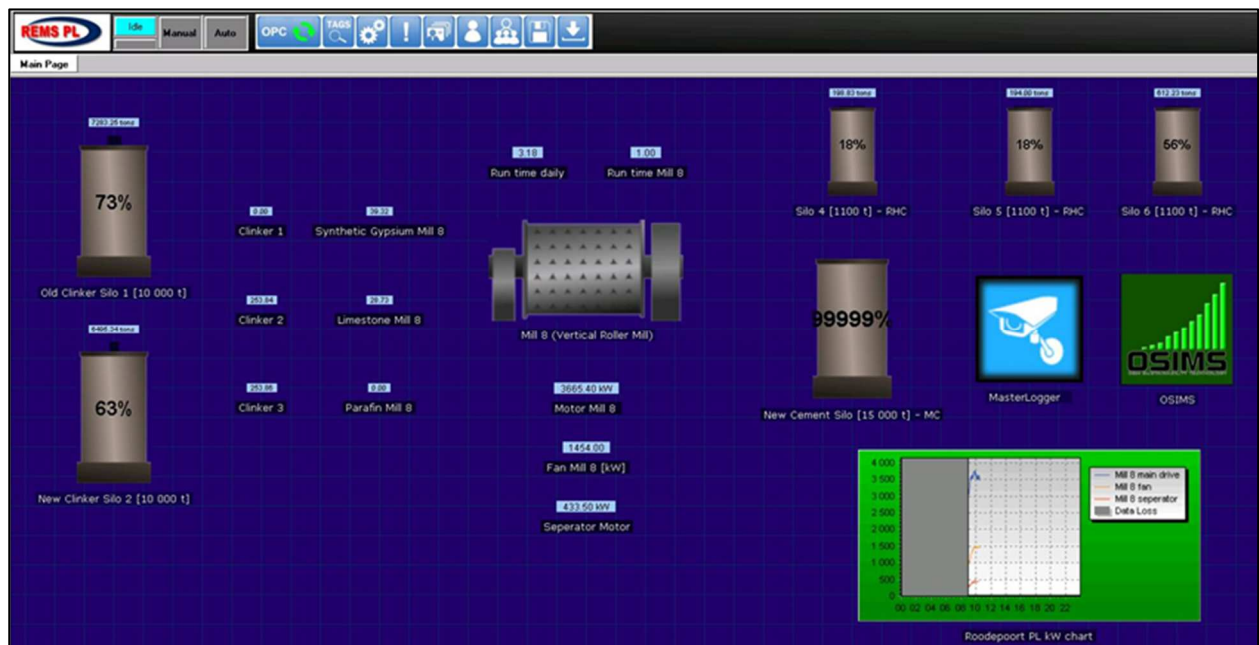 REMS PL
Idle
Manual
Auto
OPC
TAGS
Main Page
7283.25 tons
73%
Old Clinker Silo 1 [10 000 t]
6496.34 tons
63%
New Clinker Silo 2 [10 000 t]
0.00
Clinker 1
253.84
Clinker 2
253.85
Clinker 3
39.32
Synthetic Gypsium Mill 8
28.73
Limestone Mill 8
0.00
Parafin Mill 8
3.18
Run time daily
1.00
Run time Mill 8
Mill 8 (Vertical Roller Mill)
3665.40 kW
Motor Mill 8
1454.00
Fan Mill 8 [kW]
433.50 kW
Seperator Motor
198.83 tons
18%
Silo 4 [1100 t] - RHC
194.00 tons
18%
Silo 5 [1100 t] - RHC
612.23 tons
56%
Silo 6 [1100 t] - RHC
99999%
New Cement Silo [15 000 t] - MC
MasterLogger
OSIMS
OSIMS
4 000
3 500
3 000
2 500
2 000
1 500
1 000
500
0
00 02 04 06 08 10 12 14 16 18 20 22
Mill 8 main drive
Mill 8 fan
Mill 8 seperator
Data Loss
Roodepoort PL kW chart